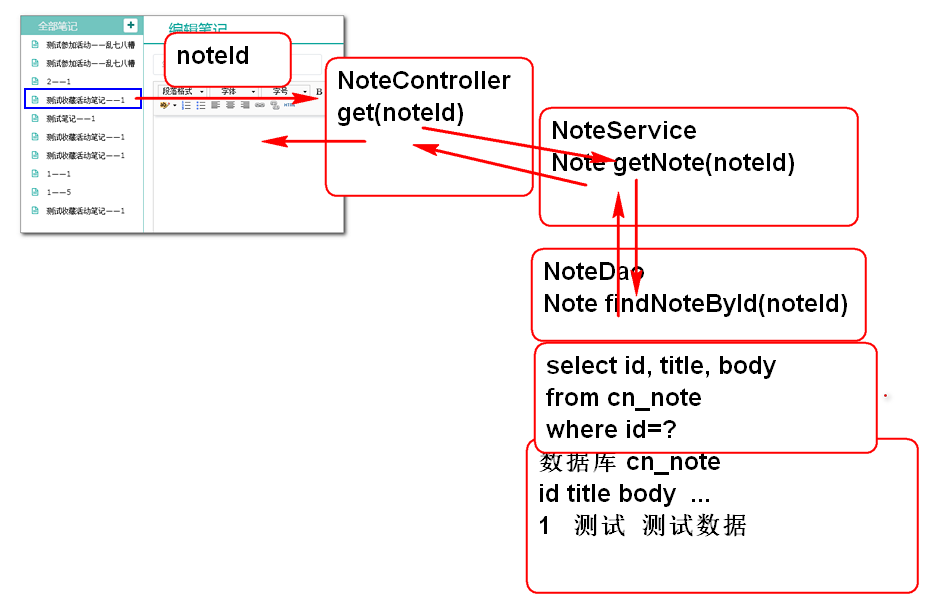 全部笔记
+
编辑笔记
测试参加活动——乱七八糟
测试参加活动——乱七八糟
2——1
测试收藏活动笔记——1
测试笔记——1
测试收藏活动笔记——1
测试收藏活动笔记——1
1——1
1——5
测试收藏活动笔记——1
段落格式
字体
字号
B
HTML
noteId
NoteController
get(noteId)
NoteService
Note getNote(noteId)
NoteDao
Note findNoteById(noteId)
select id, title, body
from cn_note
where id=?
数据库 cn_note
id title body ...
1 测试 测试数据